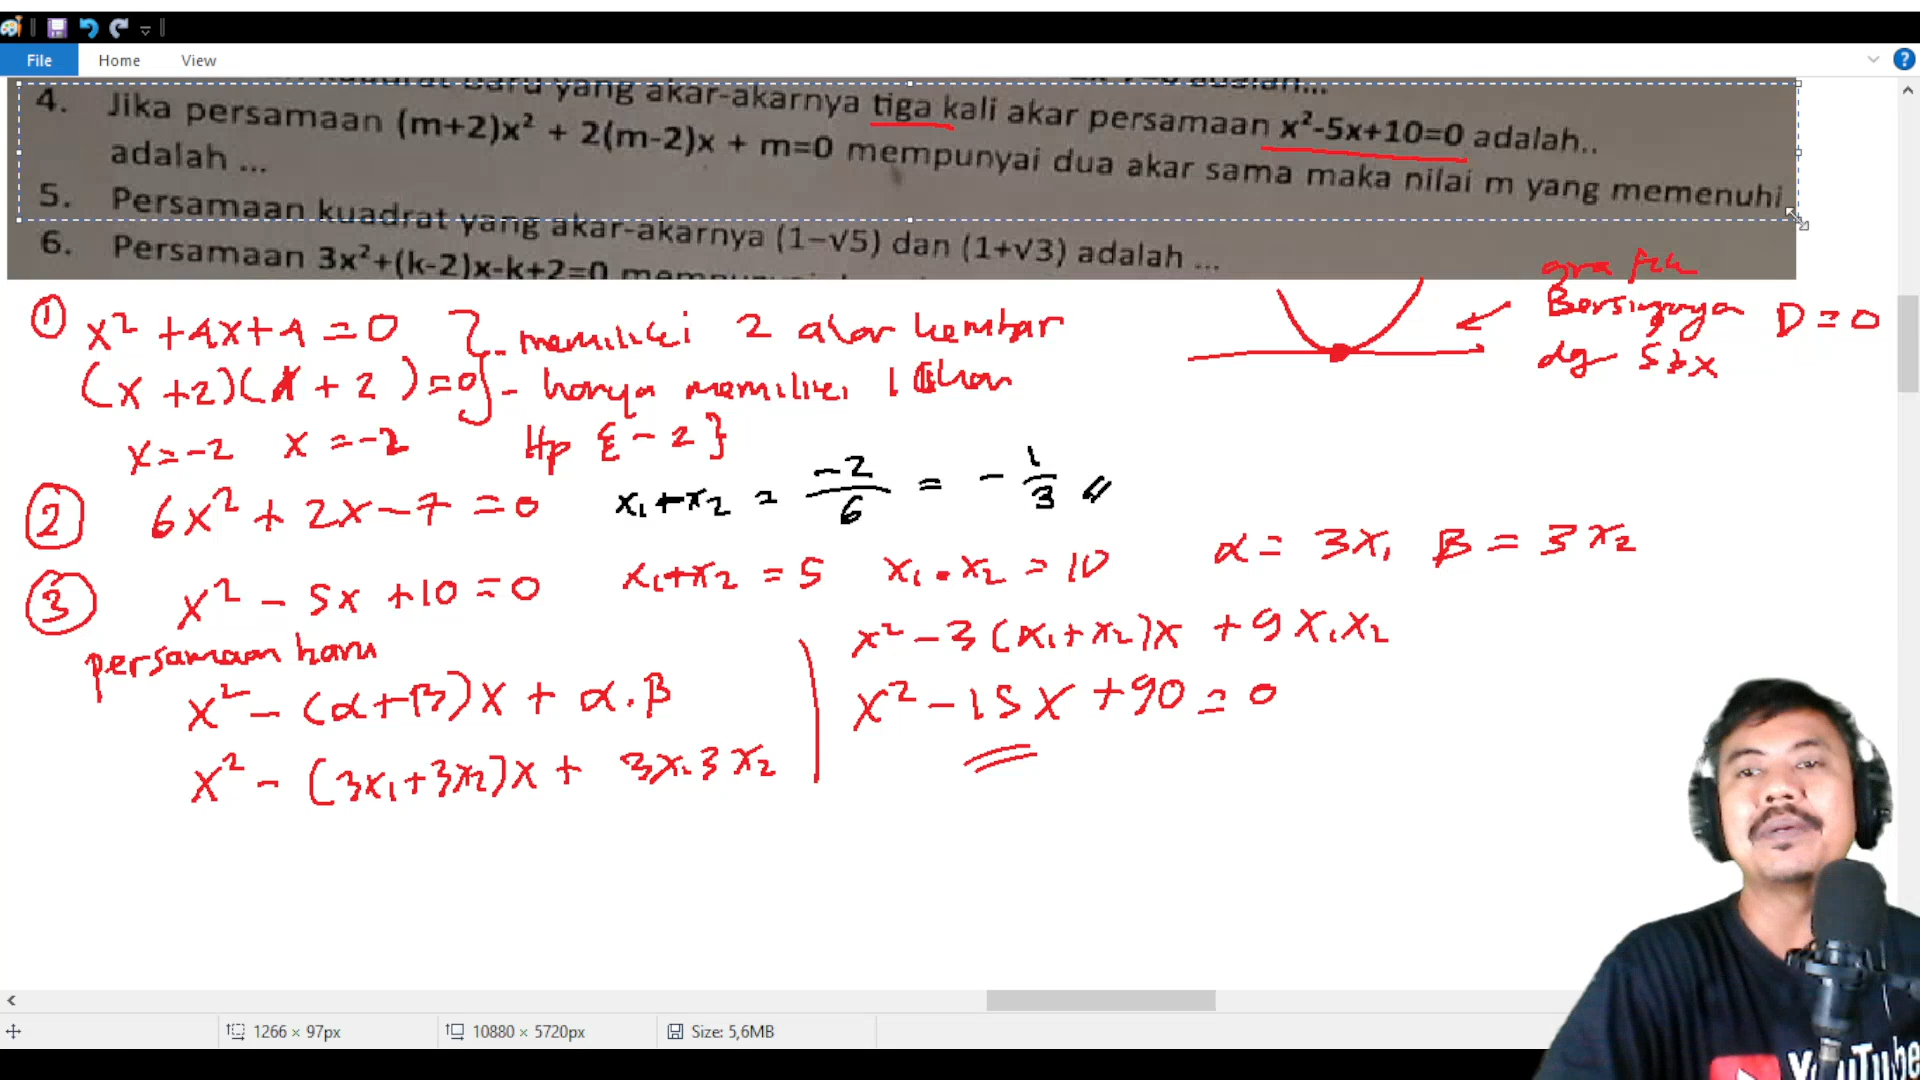 File Home View
kuadrat baru yang akar-akarnya tiga kali akar persamaan x²-5x+10=0 adalah..
4. Jika persamaan (m+2)x² + 2(m-2)x + m=0 mempunyai dua akar sama maka nilai m yang memenuhi
adalah ...
5. Persamaan kuadrat yang akar-akarnya (1−√5) dan (1+√3) adalah ...
6. Persamaan 3x²+(k-2)x-k+2=0
grafik
Bersinggungan D = 0
dg sb x
① x² + 4x + 4 = 0 } - memiliki 2 akar kembar
(x + 2)(x + 2) = 0 } - hanya memiliki 1
x = -2 x = -2 Hp {-2}
② 6x² + 2x - 7 = 0 x₁ + x₂ = -2/6 = - 1/3 //
③ x² - 5x + 10 = 0 x₁ + x₂ = 5 x₁ . x₂ = 10 α = 3x₁ β = 3x₂
persamaan baru
x² - (α + β)x + α . β
x² - (3x₁ + 3x₂)x + 3x₁ 3x₂
x² - 3(x₁ + x₂)x + 9x₁x₂
x² - 15x + 90 = 0
1266 × 97px 10880 × 5720px Size: 5,6MB
YouTube